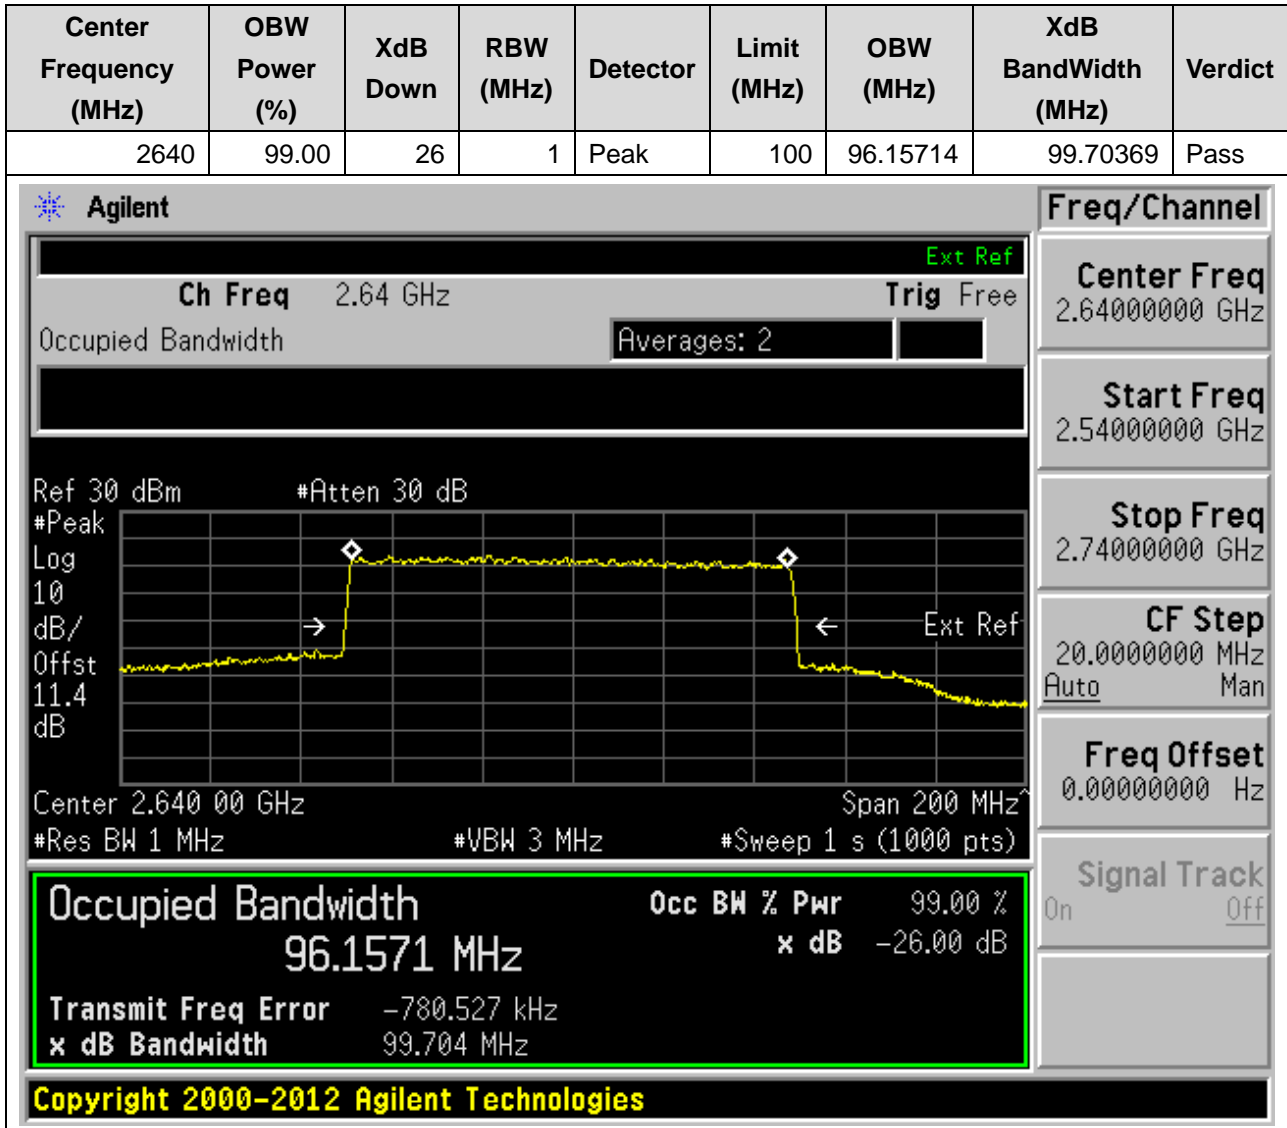 Center Frequency (MHz) OBW Power (%) XdB Down RBW (MHz) Detector Limit (MHz) OBW (MHz) XdB BandWidth (MHz) Verdict
2640 99.00 26 1 Peak 100 96.15714 99.70369 Pass
Agilent Freq/Channel
Ext Ref
Ch Freq 2.64 GHz Trig Free
Occupied Bandwidth Averages: 2
Center Freq
2.64000000 GHz
Start Freq
2.54000000 GHz
Stop Freq
2.74000000 GHz
CF Step
20.0000000 MHz
Auto Man
Freq Offset
0.00000000 Hz
Signal Track
On Off
Ref 30 dBm #Atten 30 dB
#Peak
Log
10
dB/
Offst
11.4
dB
Ext Ref
Center 2.640 00 GHz Span 200 MHz^
#Res BW 1 MHz #VBW 3 MHz #Sweep 1 s (1000 pts)
Occupied Bandwidth Occ BW % Pwr 99.00 %
96.1571 MHz x dB -26.00 dB
Transmit Freq Error -780.527 kHz
x dB Bandwidth 99.704 MHz
Copyright 2000-2012 Agilent Technologies